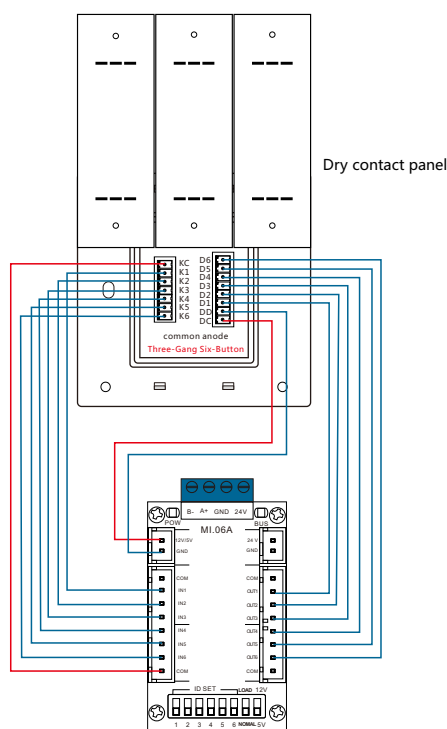 Dry contact panel
KC
K1
K2
K3
K4
K5
K6
D6
D5
D4
D3
D2
D1
DD
DC
common anode
Three-Gang Six-Button
B- A+ GND 24V
POW BUS
MI.06A
12V/5V
GND
24 V
GND
COM
IN1
IN2
IN3
IN4
IN5
IN6
COM
COM
OUT1
OUT2
OUT3
OUT4
OUT5
OUT6
COM
ID SET LOAD 12V
1 2 3 4 5 6 NOMAL 5V